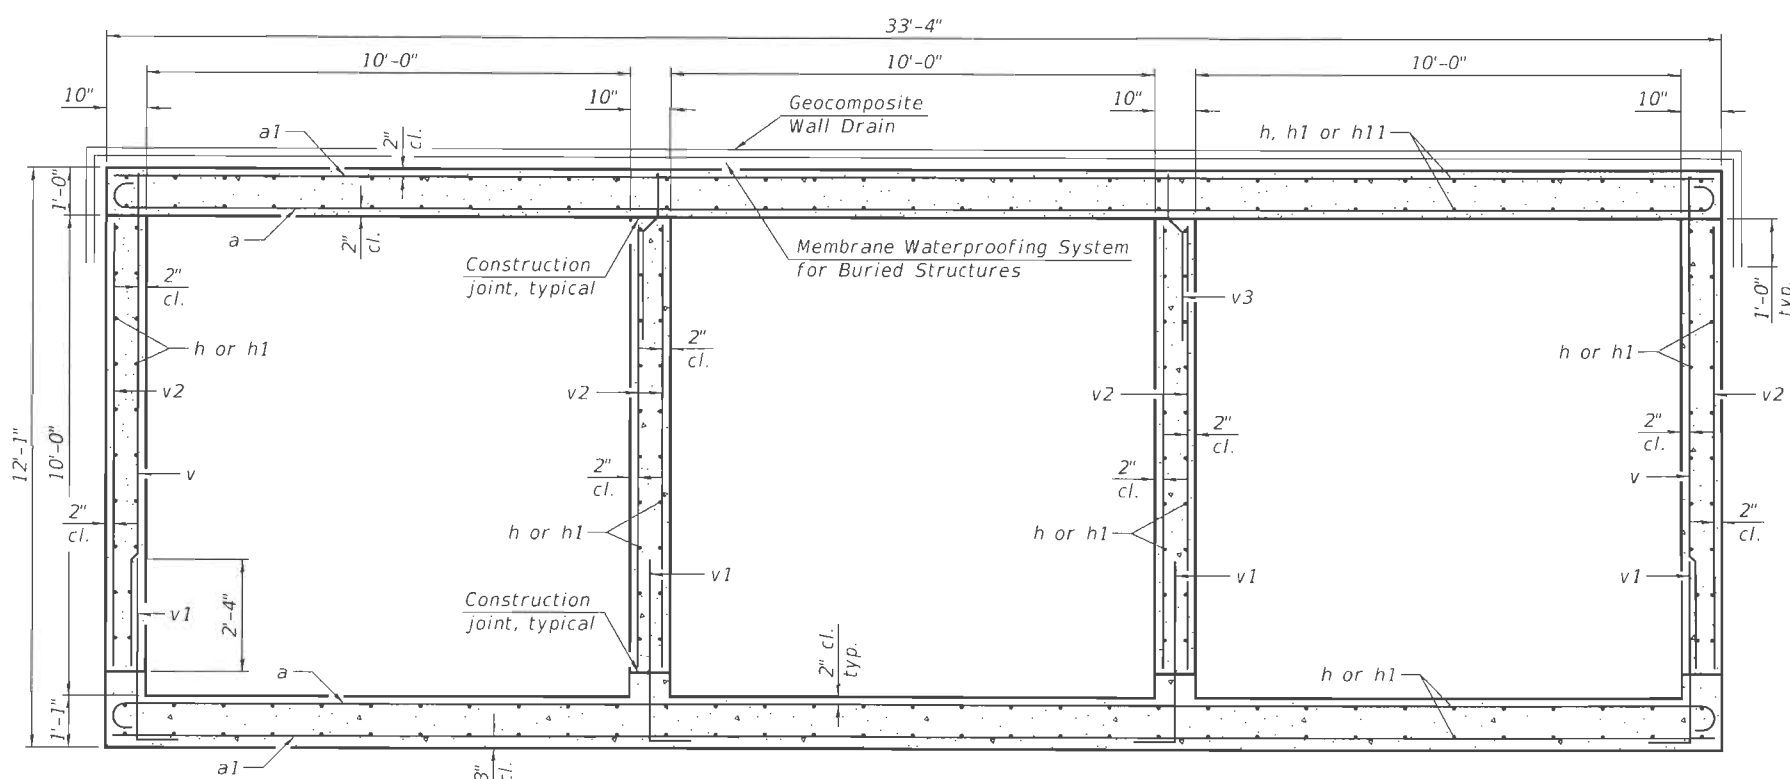 33'-4"
10'-0"
10'-0"
10'-0"
10"
10"
10"
10"
Geocomposite
Wall Drain
a1
2"
cl.
h, h1 or h11
1'-0"
a
2"
cl.
Construction
joint, typical
Membrane Waterproofing System
for Buried Structures
2"
cl.
v3
1'-0"
typ.
h or h1
2"
cl.
h or h1
v2
v2
v2
v2
12'-1"
10'-0"
2"
cl.
2"
cl.
v
2"
cl.
2"
cl.
v
2"
cl.
h or h1
h or h1
2"
cl.
v1
v1
v1
v1
2'-4"
Construction
joint, typical
2" cl.
typ.
a
h or h1
1'-1"
a1
cl.